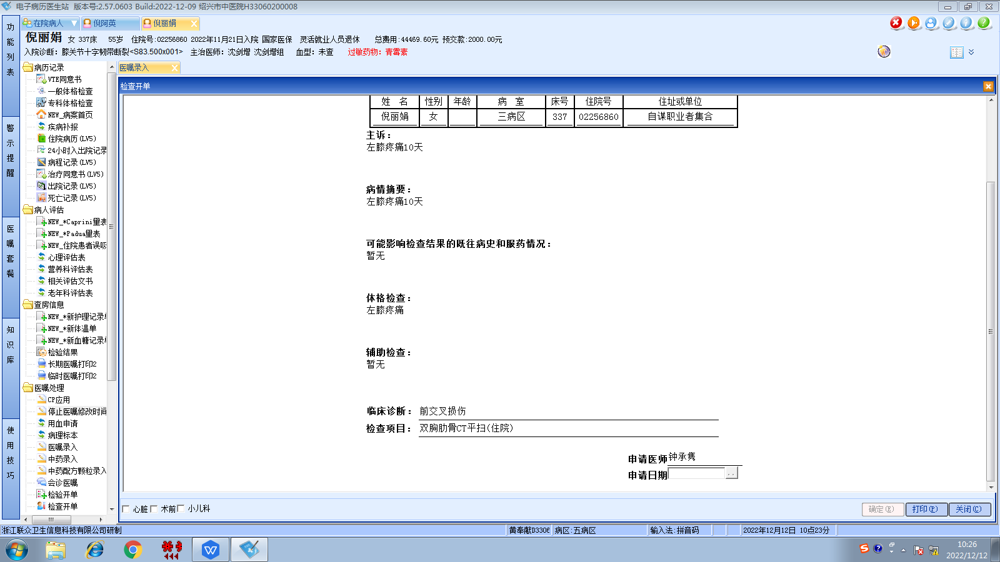 电子病历医生站 版本号:2.57.0603 Build:2022-12-09 绍兴市中医院H33060200008
在院病人 倪阿英 倪丽娟
倪丽娟 女 337床 55岁 住院号:02256860 2022年11月21日入院 国家医保 灵活就业人员退休 总费用:44469.60元 预交款:2000.00元
入院诊断: 膝关节十字韧带断裂<S83.500x001> 主治医师: 沈剑增 沈剑增组 血型: 未查 过敏药物: 青霉素
功能列表
警示提醒
医嘱套餐
知识库
使用技巧
病历记录
VTE同意书
一般体格检查
专科体格检查
NEW_病案首页
疾病补报
住院病历(LV5)
24小时入出院记录
病程记录(LV5)
治疗同意书(LV5)
出院记录(LV5)
死亡记录(LV5)
病人评估
NEW_*Caprini量表
NEW_*Padua量表
NEW_住院患者误吸
心理评估表
营养科评估表
相关评估文书
老年科评估表
查房信息
NEW_*新护理记录单
NEW_*新体温单
NEW_*新血糖记录单
检验结果
长期医嘱打印2
临时医嘱打印2
医嘱处理
CP应用
停止医嘱修改时间
用血申请
病理标本
医嘱录入
中药录入
中药配方颗粒录入
会诊医嘱
检验开单
检查开单
医嘱录入
检查开单
姓 名 性别 年龄 病 室 床号 住院号 住址或单位
倪丽娟 女 三病区 337 02256860 自谋职业者集合
主诉:
左膝疼痛10天
病情摘要:
左膝疼痛10天
可能影响检查结果的既往病史和服药情况:
暂无
体格检查:
左膝疼痛
辅助检查:
暂无
临床诊断: 前交叉损伤
检查项目: 双胸肋骨CT平扫(住院)
申请医师 钟承隽
申请日期 ..
心脏 术前 小儿科
确定(E) 打印(P) 关闭(C)
浙江联众卫生信息科技有限公司研制 黄奉献D330E 病区:五病区 输入法:拼音码 2022年12月12日 10点23分
10:26
2022/12/12